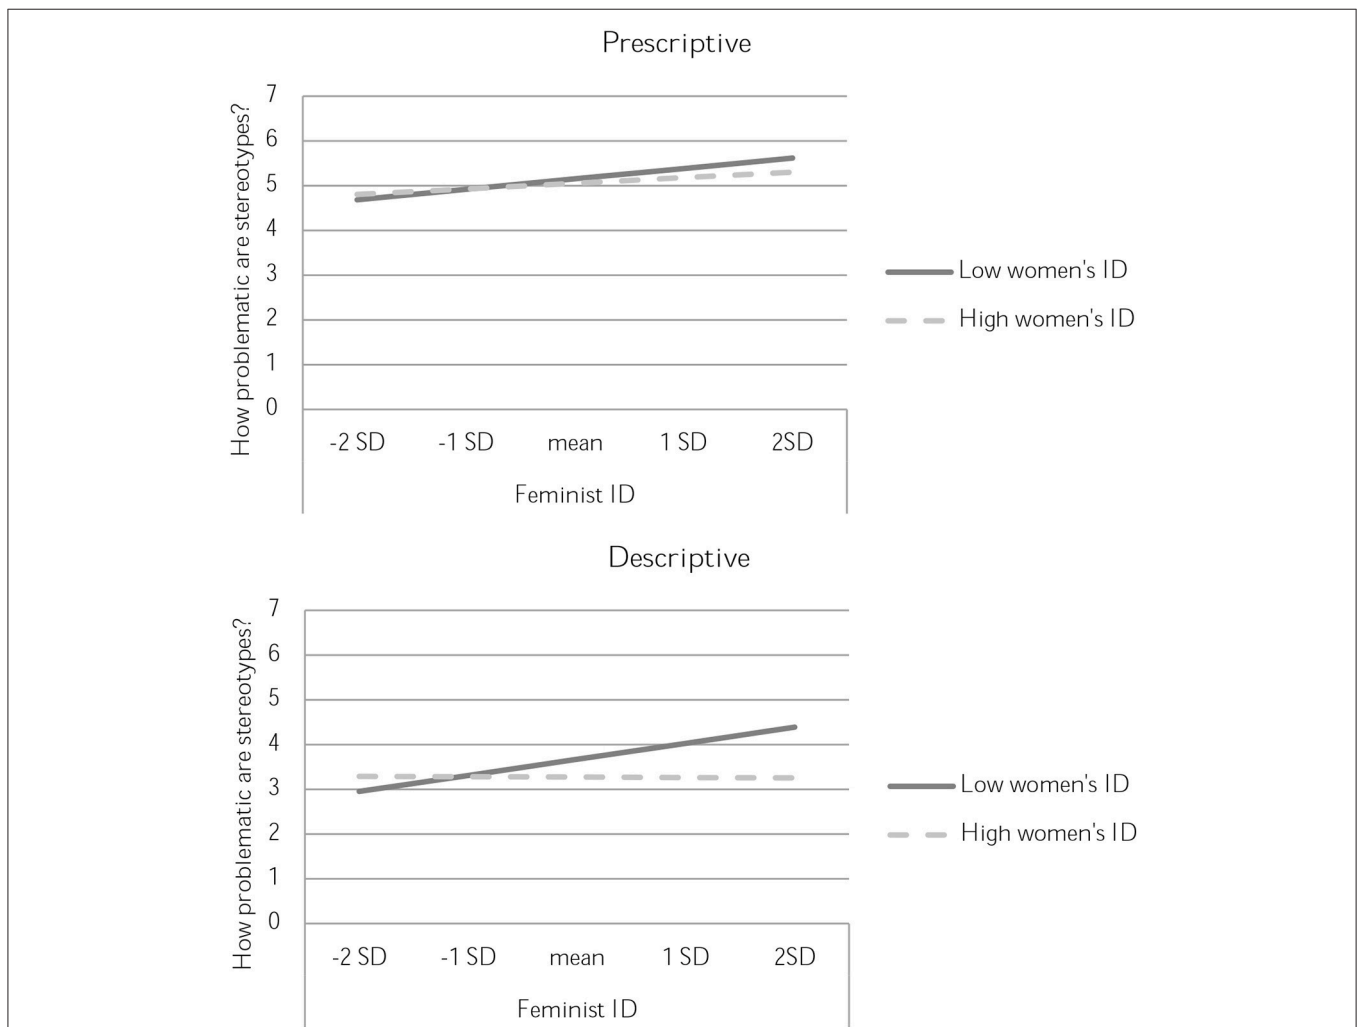 Prescriptive
How problematic are stereotypes?
7
6
5
4
3
2
1
0
-2 SD -1 SD mean 1 SD 2SD
Feminist ID
Low women's ID
High women's ID
Descriptive
How problematic are stereotypes?
7
6
5
4
3
2
1
0
-2 SD -1 SD mean 1 SD 2SD
Feminist ID
Low women's ID
High women's ID